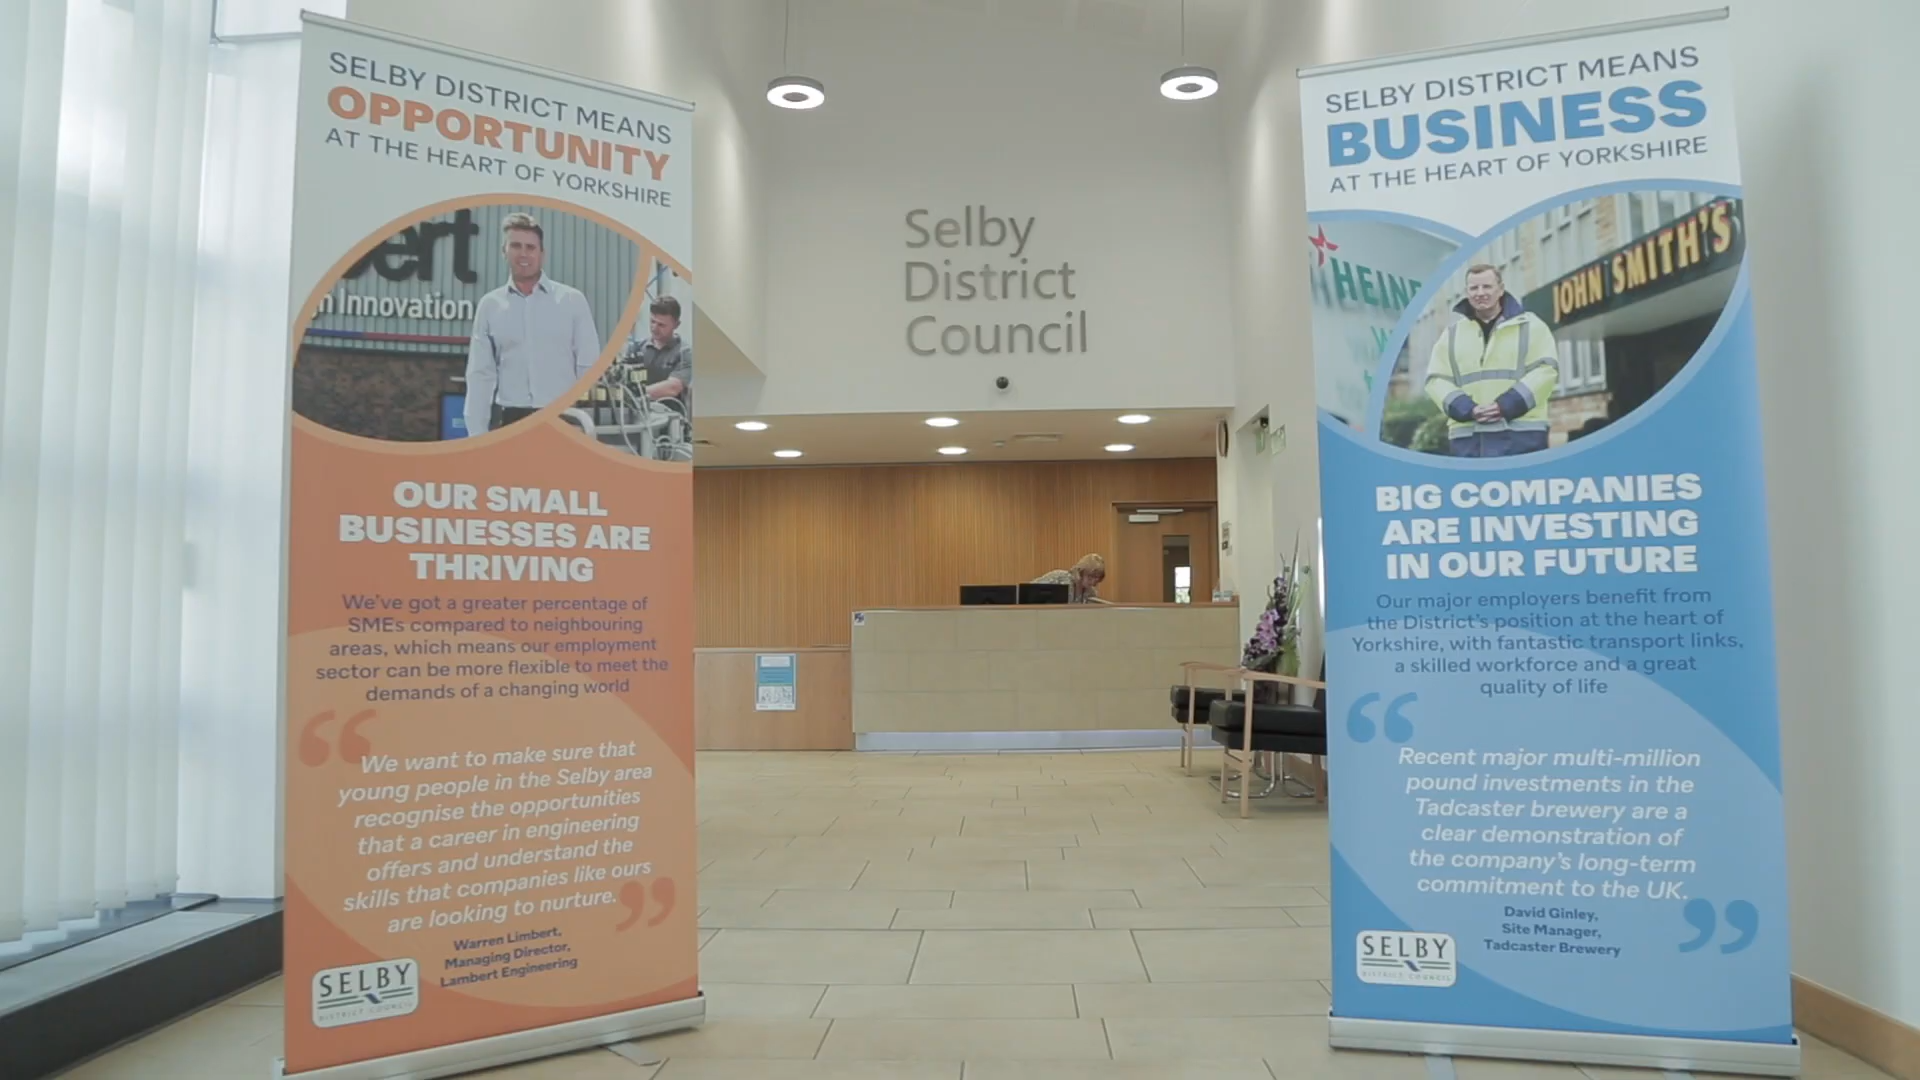 SELBY DISTRICT MEANS
OPPORTUNITY
AT THE HEART OF YORKSHIRE
Innovation
OUR SMALL
BUSINESSES ARE
THRIVING
We've got a greater percentage of
SMEs compared to neighbouring
areas, which means our employment
sector can be more flexible to meet the
demands of a changing world
“
We want to make sure that
young people in the Selby area
recognise the opportunities
that a career in engineering
offers and understand the
skills that companies like ours
are looking to nurture.
”
Warren Limbert,
Managing Director,
Lambert Engineering
SELBY
DISTRICT COUNCIL
Selby
District
Council
SELBY DISTRICT MEANS
BUSINESS
AT THE HEART OF YORKSHIRE
HEINE
JOHN SMITH'S
BIG COMPANIES
ARE INVESTING
IN OUR FUTURE
Our major employers benefit from
the District's position at the heart of
Yorkshire, with fantastic transport links,
a skilled workforce and a great
quality of life
“
Recent major multi-million
pound investments in the
Tadcaster brewery are a
clear demonstration of
the company's long-term
commitment to the UK.
”
David Ginley,
Site Manager,
Tadcaster Brewery
SELBY
DISTRICT COUNCIL